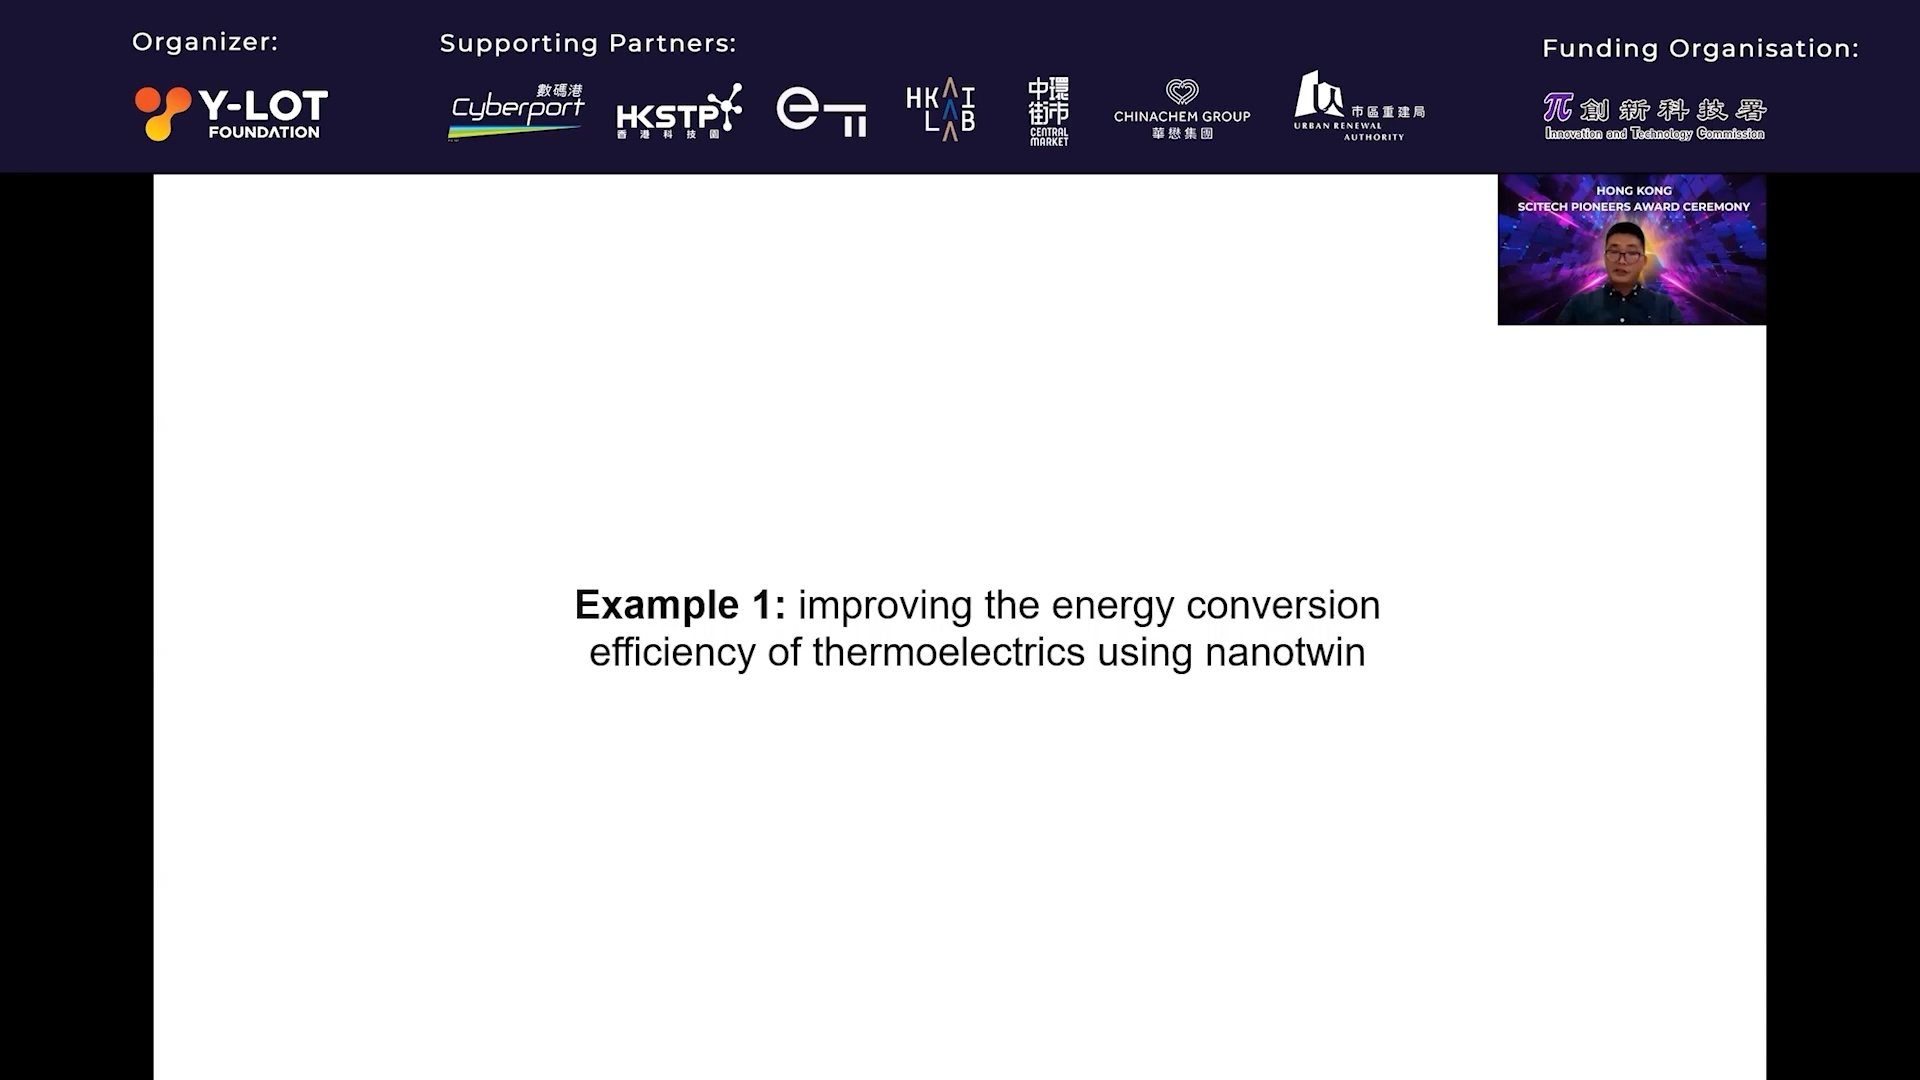 Organizer:
Y-LOT
FOUNDATION
Supporting Partners:
數碼港
Cyberport
HKSTP
香港科技園
HK AI
LAB
中環
街市
CENTRAL
MARKET
CHINACHEM GROUP
華懋集團
市區重建局
URBAN RENEWAL
AUTHORITY
Funding Organisation:
創新科技署
Innovation and Technology Commission
HONG KONG
SCITECH PIONEERS AWARD CEREMONY
Example 1: improving the energy conversion
efficiency of thermoelectrics using nanotwin